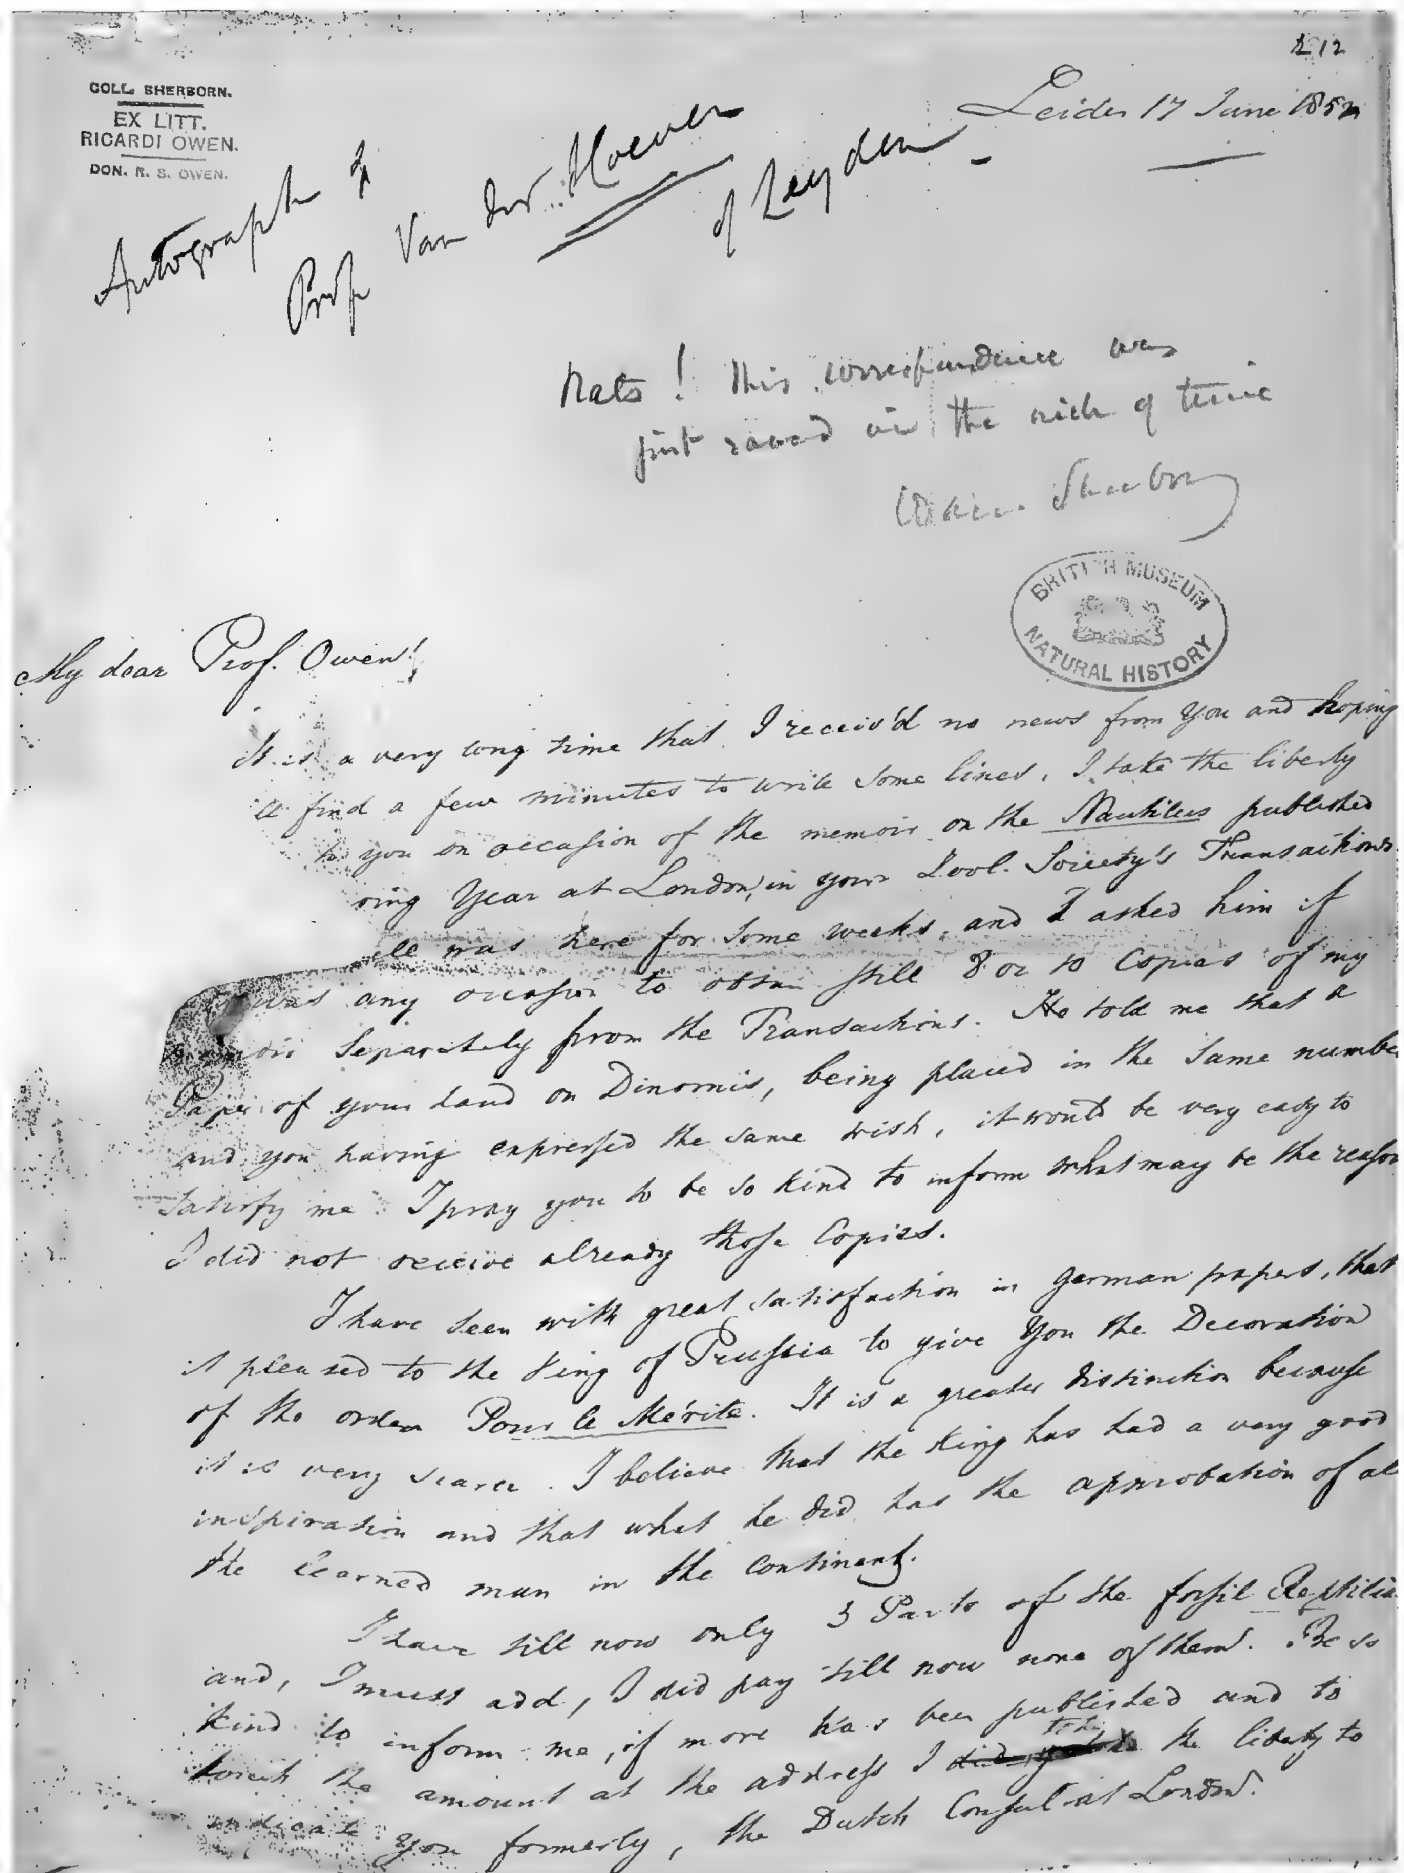 212
COLL. SHERBORN.
EX LITT.
RICARDI OWEN.
DON. R. S. OWEN.
Leiden 17 June 185
Autograph of
Prof Van der Hoeven
of Leyden
Rats! this correspondence was
just saved in the nick of time
Sherborn
BRITISH MUSEUM
NATURAL HISTORY
My dear Prof. Owen!
It is a very long time that I receiv'd no news from you and hoping
find a few minutes to write some lines, I take the liberty
to you on occasion of the memoir on the Nautilus published
ring Year at London, in your Zool. Society's Transactions.
was here for some weeks, and I asked him if
was any occasion to obtain still 8 or 10 Copies of my
Separately from the Transactions. He told me that a
Paper of your hand on Dinornis, being placed in the same number
and you having expressed the same wish, it would be very easy to
satisfy me. I pray you to be so kind to inform what may be the reason
I did not receive already those Copies.
I have seen with great satisfaction in german papers, that
it pleased to the King of Prussia to give You the Decoration
of the order Pour le Mérite. It is a greater distinction because
it is very scarce. I believe that the King has had a very good
inspiration and that what he did has the approbation of all
the learned man in the Continent.
I have till now only 3 Parts of the fossil Reptilia
and, I must add, I did pay till now none of them. Be so
kind to inform me, if more has been published and to
the amount at the address I did take the liberty to
indicate you formerly, the Dutch Consul at London.